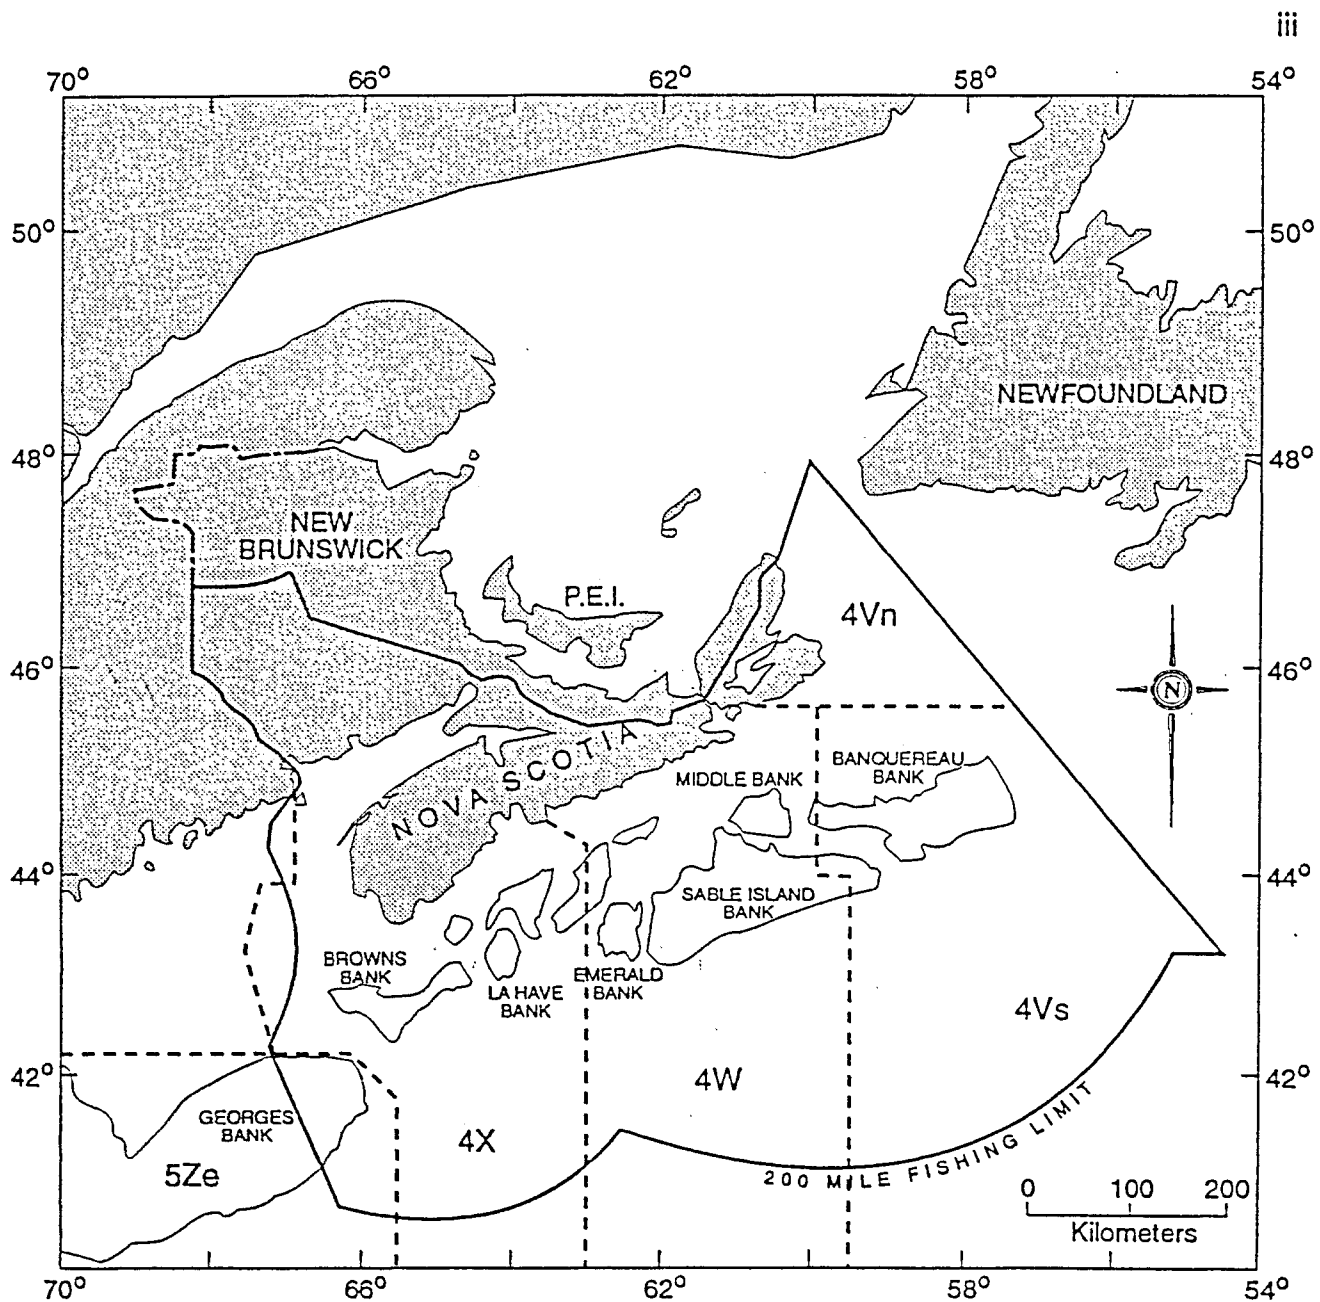 iii
70° 66° 62° 58° 54°
50° 50°
NEWFOUNDLAND
48° 48°
NEW
BRUNSWICK
P.E.I.
4Vn
46° 46°
N
NOVA SCOTIA
MIDDLE BANK
BANQUEREAU
BANK
44° 44°
SABLE ISLAND
BANK
BROWNS
BANK
LA HAVE
BANK
EMERALD
BANK
4Vs
42° 42°
4W
GEORGES
BANK
4X
5Ze
200 MILE FISHING LIMIT
0 100 200
Kilometers
70° 66° 62° 58° 54°